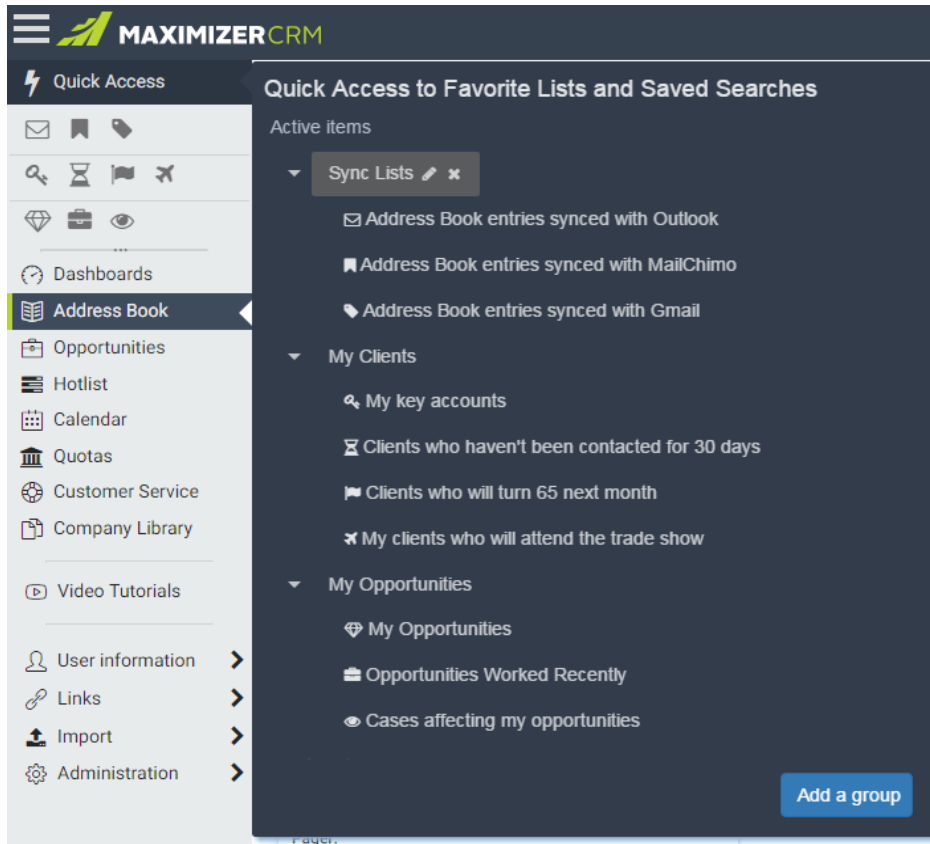 MAXIMIZER CRM
Quick Access
Dashboards
Address Book
Opportunities
Hotlist
Calendar
Quotas
Customer Service
Company Library
Video Tutorials
User information
Links
Import
Administration
Quick Access to Favorite Lists and Saved Searches
Active items
Sync Lists
Address Book entries synced with Outlook
Address Book entries synced with MailChimo
Address Book entries synced with Gmail
My Clients
My key accounts
Clients who haven't been contacted for 30 days
Clients who will turn 65 next month
My clients who will attend the trade show
My Opportunities
My Opportunities
Opportunities Worked Recently
Cases affecting my opportunities
Add a group
Pager: